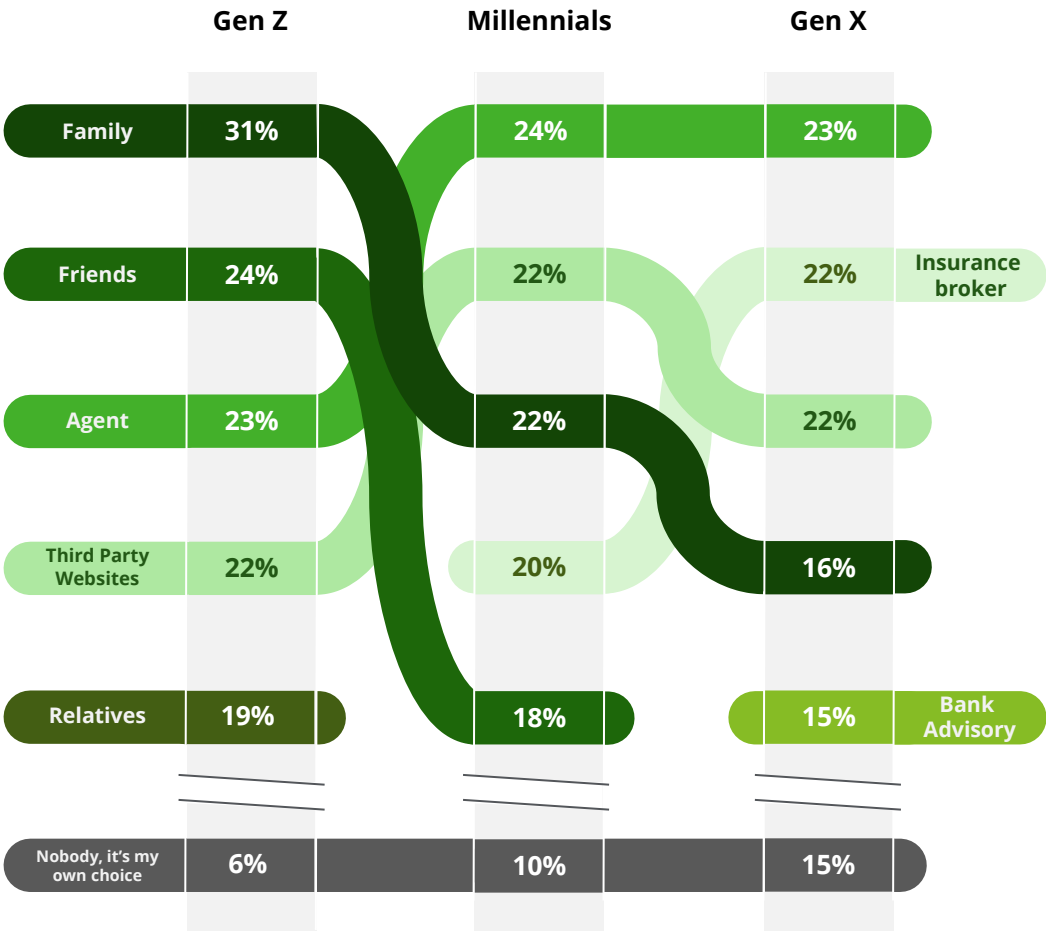 Gen Z Millennials Gen X
Family 31% 24% 23%
Friends 24% 22% 22% Insurance
broker
Agent 23% 22% 22%
Third Party
Websites 22% 20% 16%
Relatives 19% 18% 15% Bank
Advisory
Nobody, it’s my
own choice 6% 10% 15%